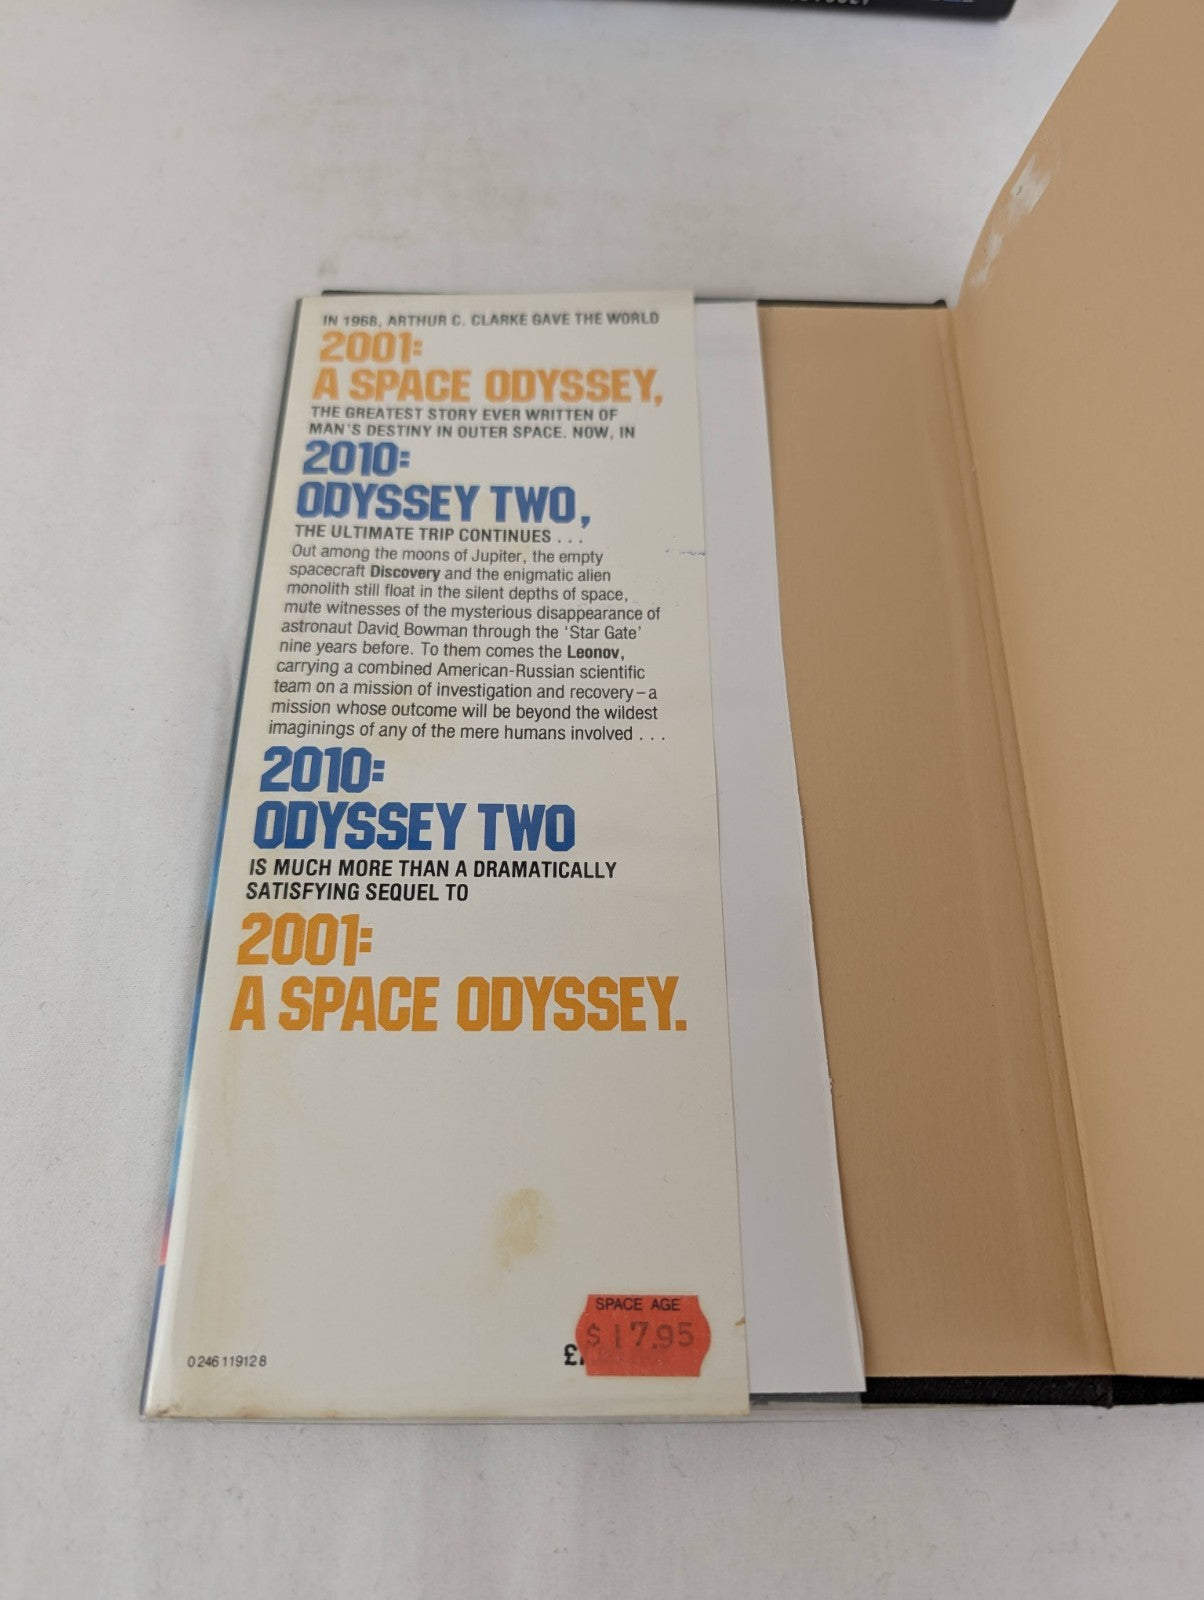 IN 1968, ARTHUR C. CLARKE GAVE THE WORLD
2001:
A SPACE ODYSSEY,
THE GREATEST STORY EVER WRITTEN OF
MAN'S DESTINY IN OUTER SPACE. NOW, IN
2010:
ODYSSEY TWO,
THE ULTIMATE TRIP CONTINUES . . .
Out among the moons of Jupiter, the empty
spacecraft Discovery and the enigmatic alien
monolith still float in the silent depths of space,
mute witnesses of the mysterious disappearance of
astronaut David Bowman through the 'Star Gate'
nine years before. To them comes the Leonov,
carrying a combined American-Russian scientific
team on a mission of investigation and recovery – a
mission whose outcome will be beyond the wildest
imaginings of any of the mere humans involved . . .
2010:
ODYSSEY TWO
IS MUCH MORE THAN A DRAMATICALLY
SATISFYING SEQUEL TO
2001:
A SPACE ODYSSEY.
SPACE AGE
$17.95
£
0 246 11912 8